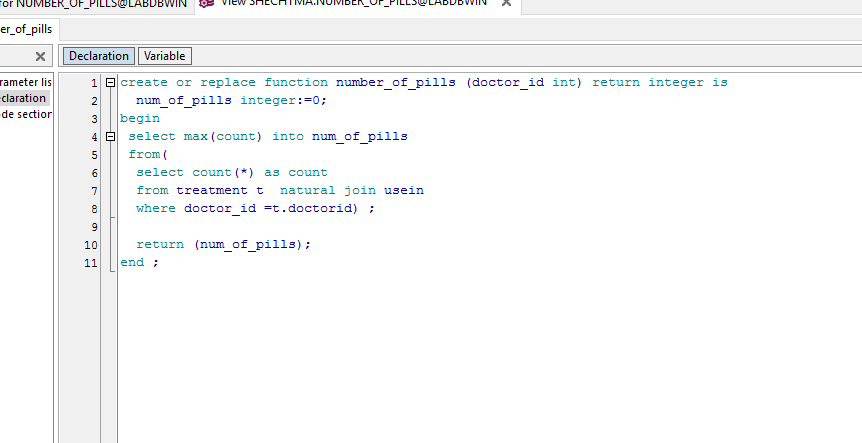 for NUMBER_OF_PILLS@LABDBWIN View SHECHTMA.NUMBER_OF_PILLS@LABDBWIN
er_of_pills
Declaration Variable
rameter lis
claration
de section
1 create or replace function number_of_pills (doctor_id int) return integer is
2 num_of_pills integer:=0;
3 begin
4 select max(count) into num_of_pills
5 from(
6 select count(*) as count
7 from treatment t  natural join usein
8 where doctor_id =t.doctorid) ;
9
10 return (num_of_pills);
11 end ;